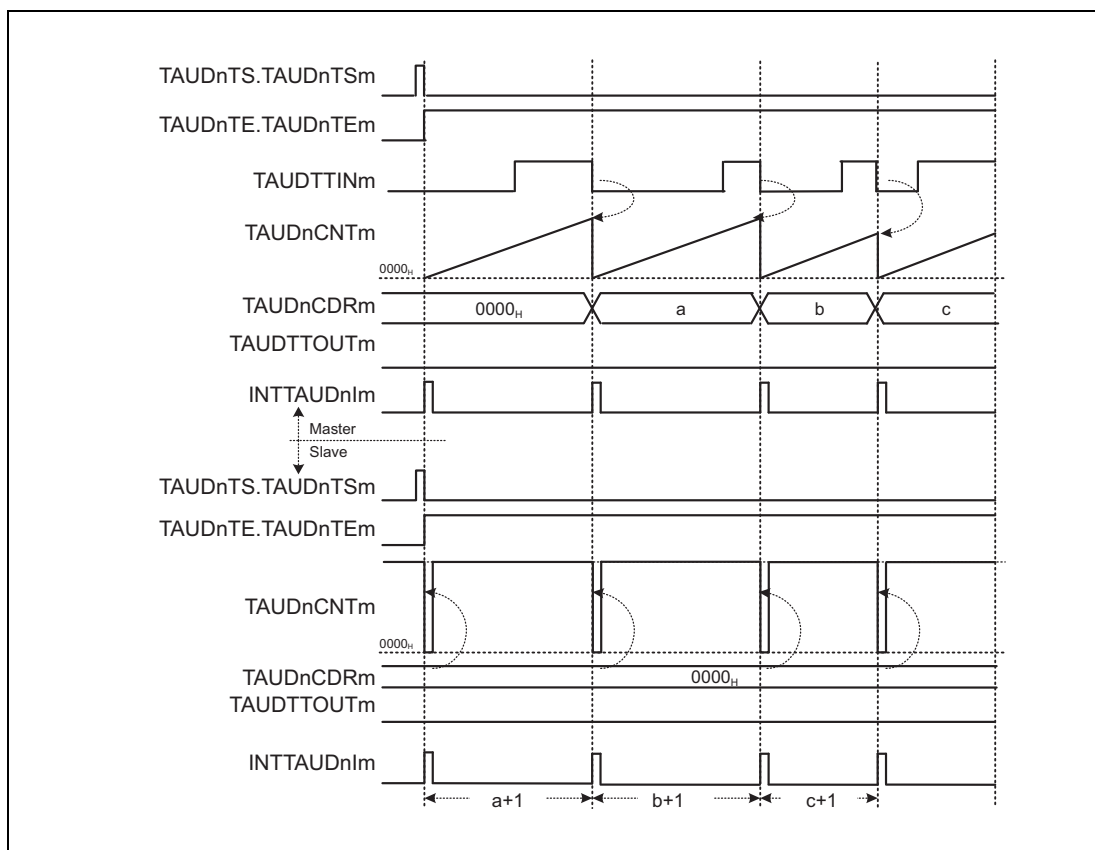 TAUDnTS.TAUDnTSm
TAUDnTE.TAUDnTEm
TAUDTTINm
TAUDnCNTm
0000H
TAUDnCDRm 0000H a b c
TAUDTTOUTm
INTTAUDnIm
Master
Slave
TAUDnTS.TAUDnTSm
TAUDnTE.TAUDnTEm
TAUDnCNTm
0000H
TAUDnCDRm 0000H
TAUDTTOUTm
INTTAUDnIm
a+1 b+1 c+1